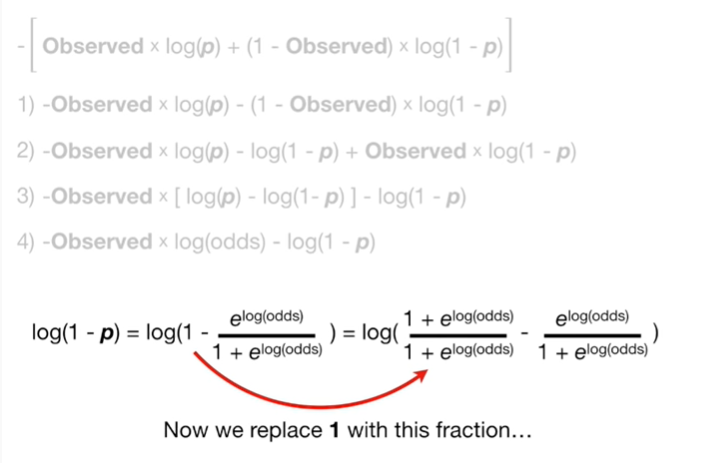 -[ Observed × log(p) + (1 - Observed) × log(1 - p) ]
1) -Observed × log(p) - (1 - Observed) × log(1 - p)
2) -Observed × log(p) - log(1 - p) + Observed × log(1 - p)
3) -Observed × [ log(p) - log(1- p) ] - log(1 - p)
4) -Observed × log(odds) - log(1 - p)
log(1 - p) = log(1 - e^log(odds) / 1 + e^log(odds) ) = log( 1 + e^log(odds) / 1 + e^log(odds) - e^log(odds) / 1 + e^log(odds) )
Now we replace 1 with this fraction…